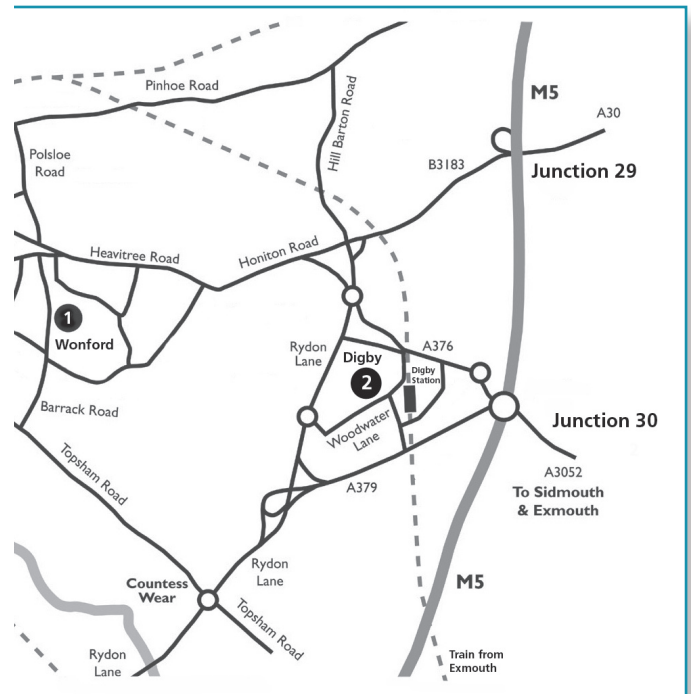 Pinhoe Road
Hill Barton Road
M5
A30
Polsloe
Road
B3183
Junction 29
Heavitree Road
Honiton Road
1
Wonford
Rydon
Lane
Digby
2
A376
Digby
Station
Barrack Road
Woodwater
Lane
Junction 30
Topsham Road
A379
A3052
To Sidmouth
& Exmouth
Rydon
Lane
Countess
Wear
M5
Topsham Road
Rydon
Lane
Train from
Exmouth